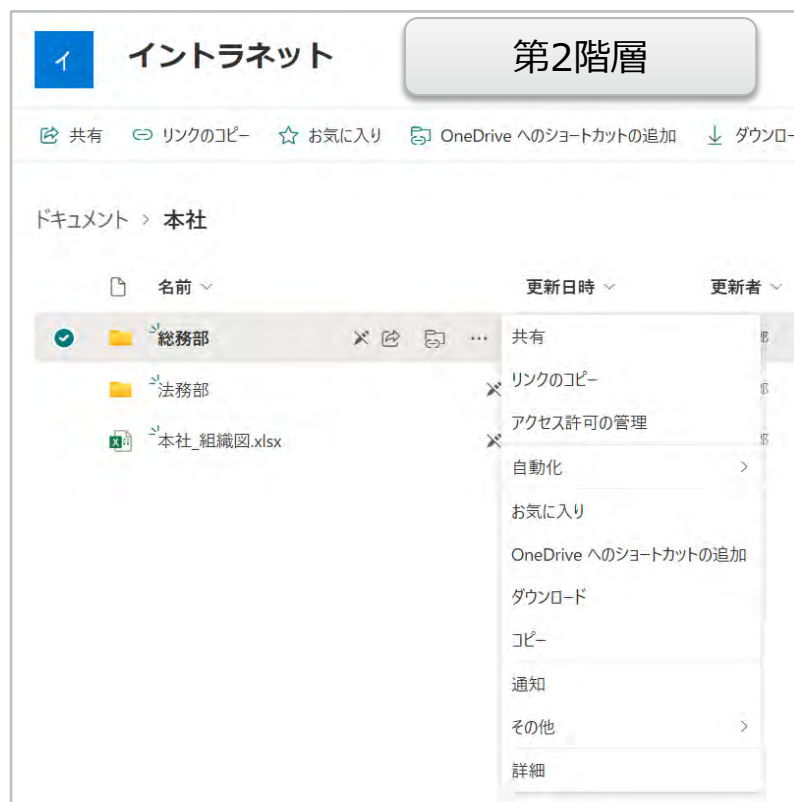 イ イントラネット 第2階層
共有 リンクのコピー お気に入り OneDrive へのショートカットの追加 ダウンロー
ドキュメント > 本社
名前 更新日時 更新者
総務部
法務部
本社_組織図.xlsx
共有
リンクのコピー
アクセス許可の管理
自動化
お気に入り
OneDrive へのショートカットの追加
ダウンロード
コピー
通知
その他
詳細